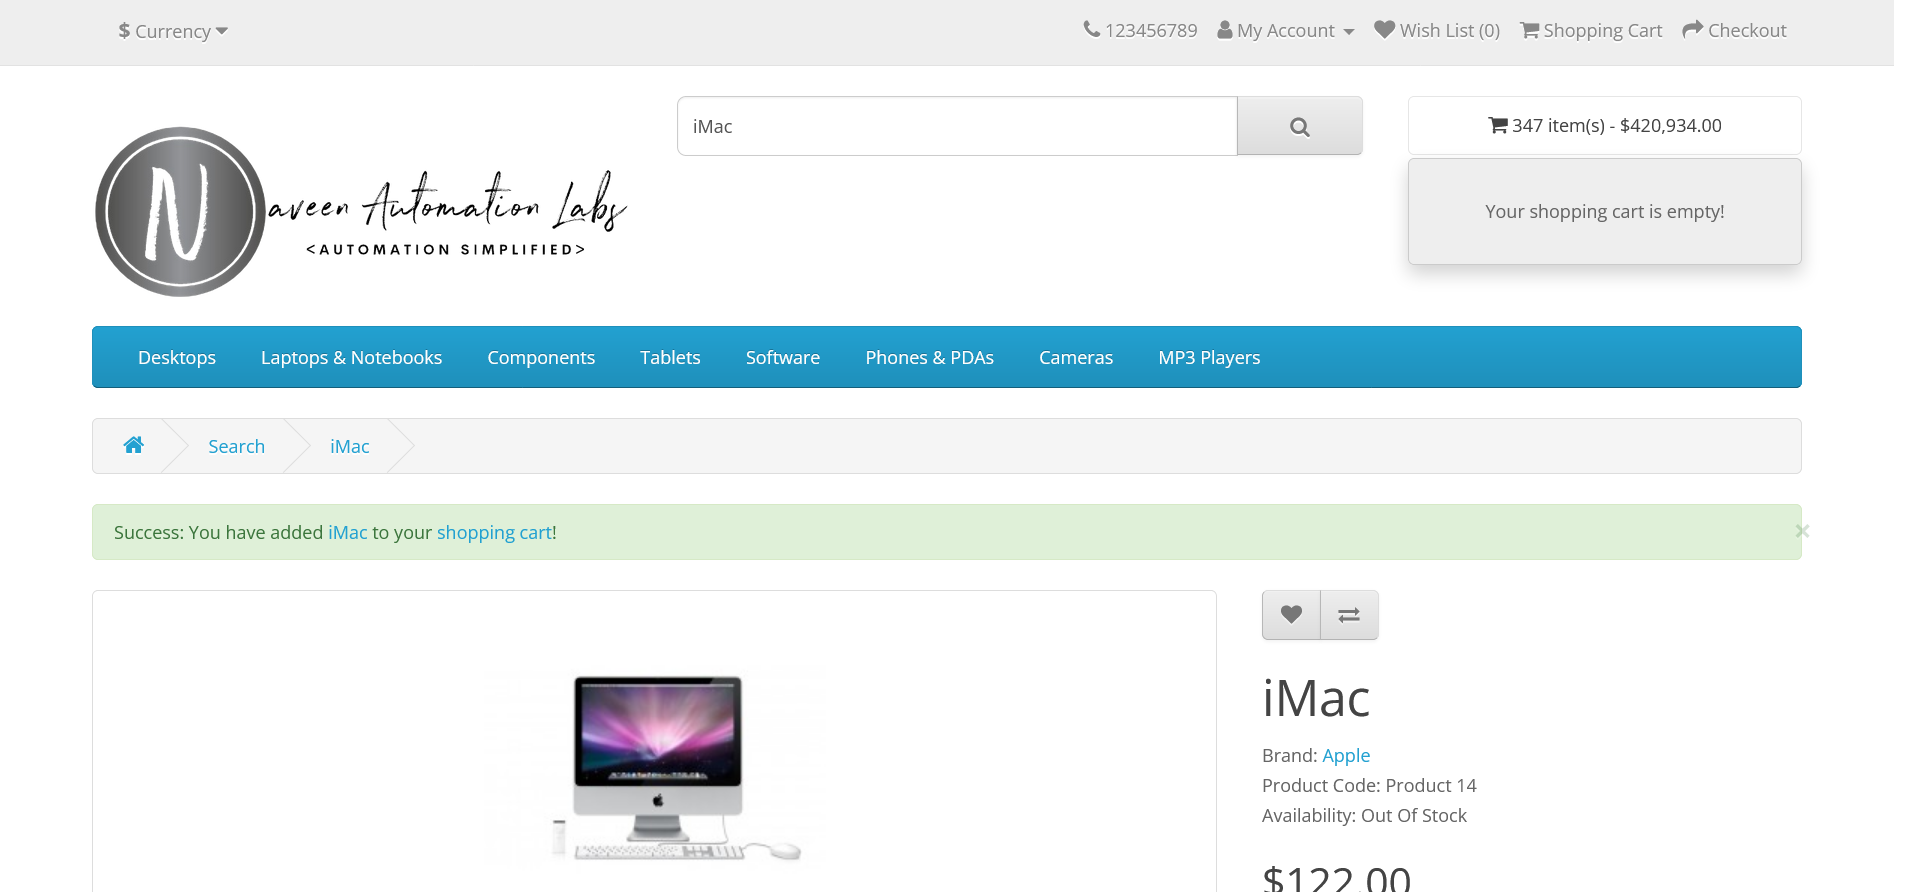 $ Currency
123456789
My Account
Wish List (0)
Shopping Cart
Checkout
N
aveen Automation Labs
<AUTOMATION SIMPLIFIED>
iMac
347 item(s) - $420,934.00
Your shopping cart is empty!
Desktops
Laptops & Notebooks
Components
Tablets
Software
Phones & PDAs
Cameras
MP3 Players
Search
iMac
Success: You have added iMac to your shopping cart!
×
iMac
Brand: Apple
Product Code: Product 14
Availability: Out Of Stock
$122.00